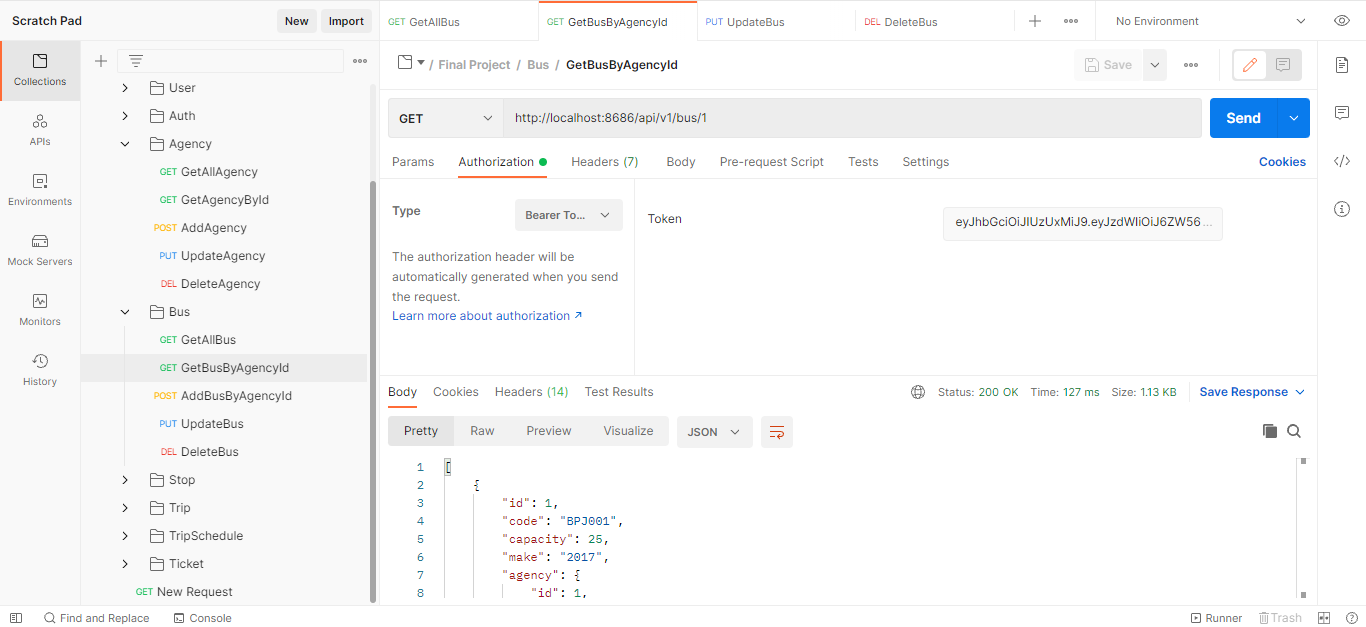 Scratch Pad
New
Import
GET GetAllBus
GET GetBusByAgencyId
PUT UpdateBus
DEL DeleteBus
No Environment
Collections
APIs
Environments
Mock Servers
Monitors
History
User
Auth
Agency
GET GetAllAgency
GET GetAgencyById
POST AddAgency
PUT UpdateAgency
DEL DeleteAgency
Bus
GET GetAllBus
GET GetBusByAgencyId
POST AddBusByAgencyId
PUT UpdateBus
DEL DeleteBus
Stop
Trip
TripSchedule
Ticket
GET New Request
/ Final Project / Bus / GetBusByAgencyId
Save
GET
http://localhost:8686/api/v1/bus/1
Send
Params Authorization Headers (7) Body Pre-request Script Tests Settings
Cookies
Type
Bearer To...
The authorization header will be
automatically generated when you send
the request.
Learn more about authorization ↗
Token
eyJhbGciOiJIUzUxMiJ9.eyJzdWIiOiJ6ZW56 ...
Body Cookies Headers (14) Test Results
Status: 200 OK Time: 127 ms Size: 1.13 KB
Save Response
Pretty Raw Preview Visualize
JSON
1 [
2 {
3 "id": 1,
4 "code": "BPJ001",
5 "capacity": 25,
6 "make": "2017",
7 "agency": {
8 "id": 1,
Find and Replace
Console
Runner
Trash